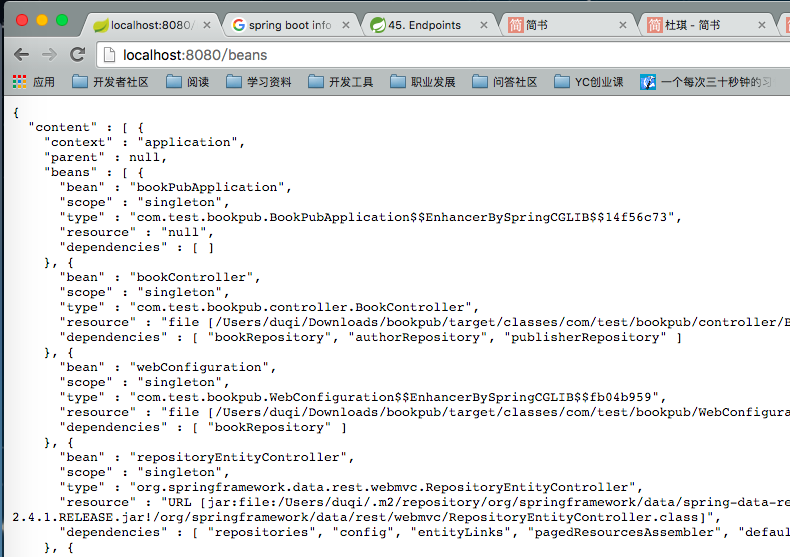 localhost:8080/
spring boot info
45. Endpoints
简书
杜琪 - 简书
localhost:8080/beans
应用
开发者社区
阅读
学习资料
开发工具
职业发展
问答社区
YC创业课
一个每次三十秒钟的习
{
"content" : [ {
"context" : "application",
"parent" : null,
"beans" : [ {
"bean" : "bookPubApplication",
"scope" : "singleton",
"type" : "com.test.bookpub.BookPubApplication$$EnhancerBySpringCGLIB$$14f56c73",
"resource" : "null",
"dependencies" : [ ]
}, {
"bean" : "bookController",
"scope" : "singleton",
"type" : "com.test.bookpub.controller.BookController",
"resource" : "file [/Users/duqi/Downloads/bookpub/target/classes/com/test/bookpub/controller/B
"dependencies" : [ "bookRepository", "authorRepository", "publisherRepository" ]
}, {
"bean" : "webConfiguration",
"scope" : "singleton",
"type" : "com.test.bookpub.WebConfiguration$$EnhancerBySpringCGLIB$$fb04b959",
"resource" : "file [/Users/duqi/Downloads/bookpub/target/classes/com/test/bookpub/WebConfigura
"dependencies" : [ "bookRepository" ]
}, {
"bean" : "repositoryEntityController",
"scope" : "singleton",
"type" : "org.springframework.data.rest.webmvc.RepositoryEntityController",
"resource" : "URL [jar:file:/Users/duqi/.m2/repository/org/springframework/data/spring-data-re
2.4.1.RELEASE.jar!/org/springframework/data/rest/webmvc/RepositoryEntityController.class]",
"dependencies" : [ "repositories", "config", "entityLinks", "pagedResourcesAssembler", "defaul
}, {